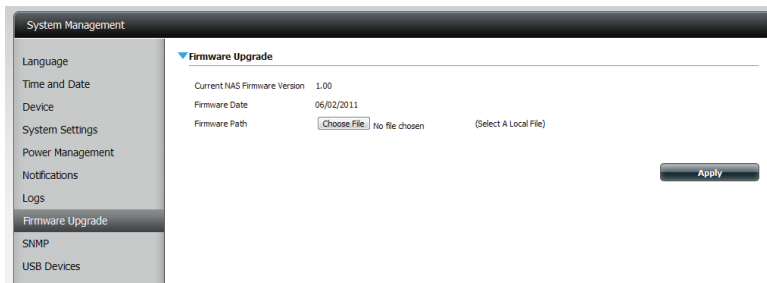 System Management
Language
Time and Date
Device
System Settings
Power Management
Notifications
Logs
Firmware Upgrade
SNMP
USB Devices
Firmware Upgrade
Current NAS Firmware Version 1.00
Firmware Date 06/02/2011
Firmware Path Choose File No file chosen (Select A Local File)
Apply